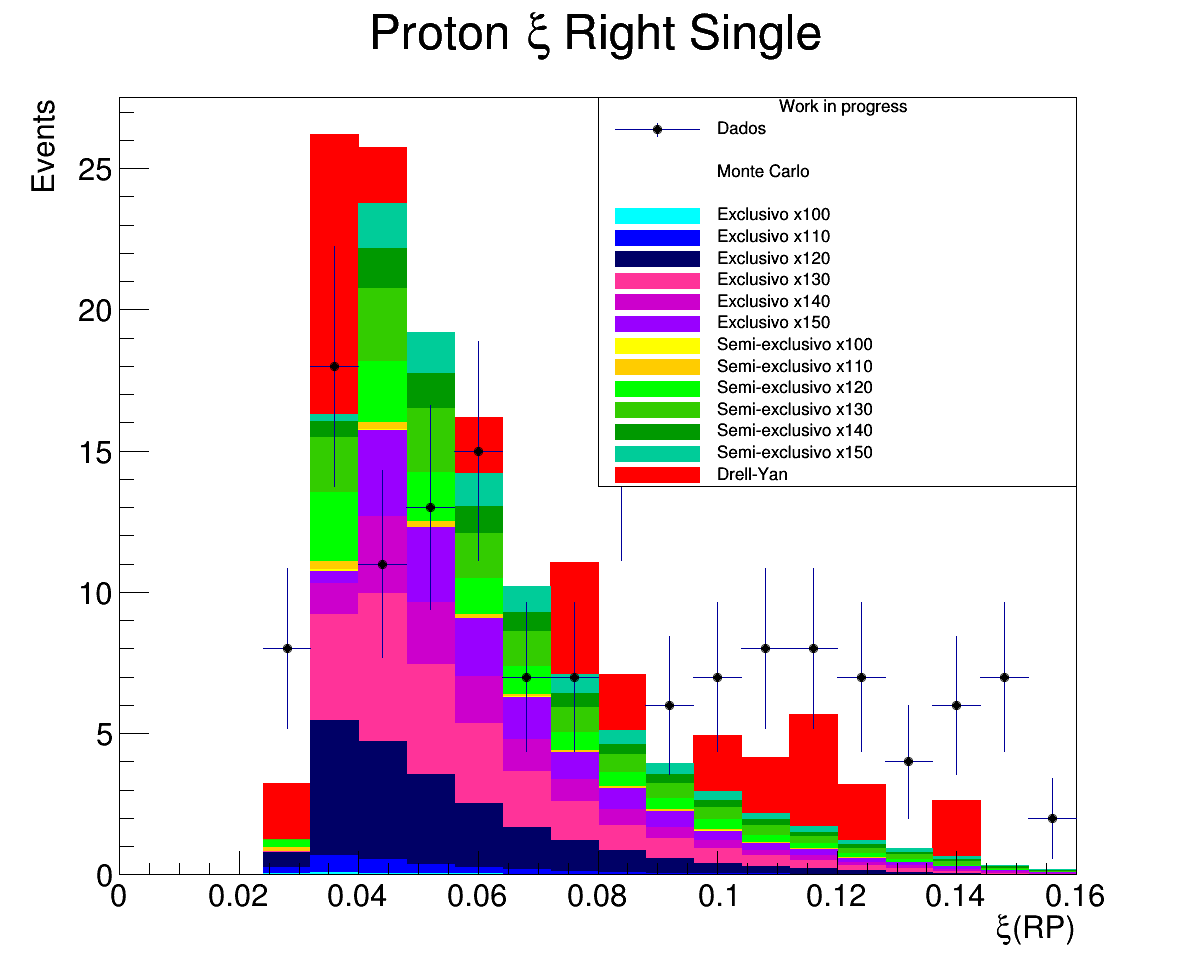 Proton ξ Right Single
Events
Work in progress
Dados
Monte Carlo
Exclusivo x100
Exclusivo x110
Exclusivo x120
Exclusivo x130
Exclusivo x140
Exclusivo x150
Semi-exclusivo x100
Semi-exclusivo x110
Semi-exclusivo x120
Semi-exclusivo x130
Semi-exclusivo x140
Semi-exclusivo x150
Drell-Yan
25
20
15
10
5
0
0 0.02 0.04 0.06 0.08 0.1 0.12 0.14 0.16
ξ(RP)